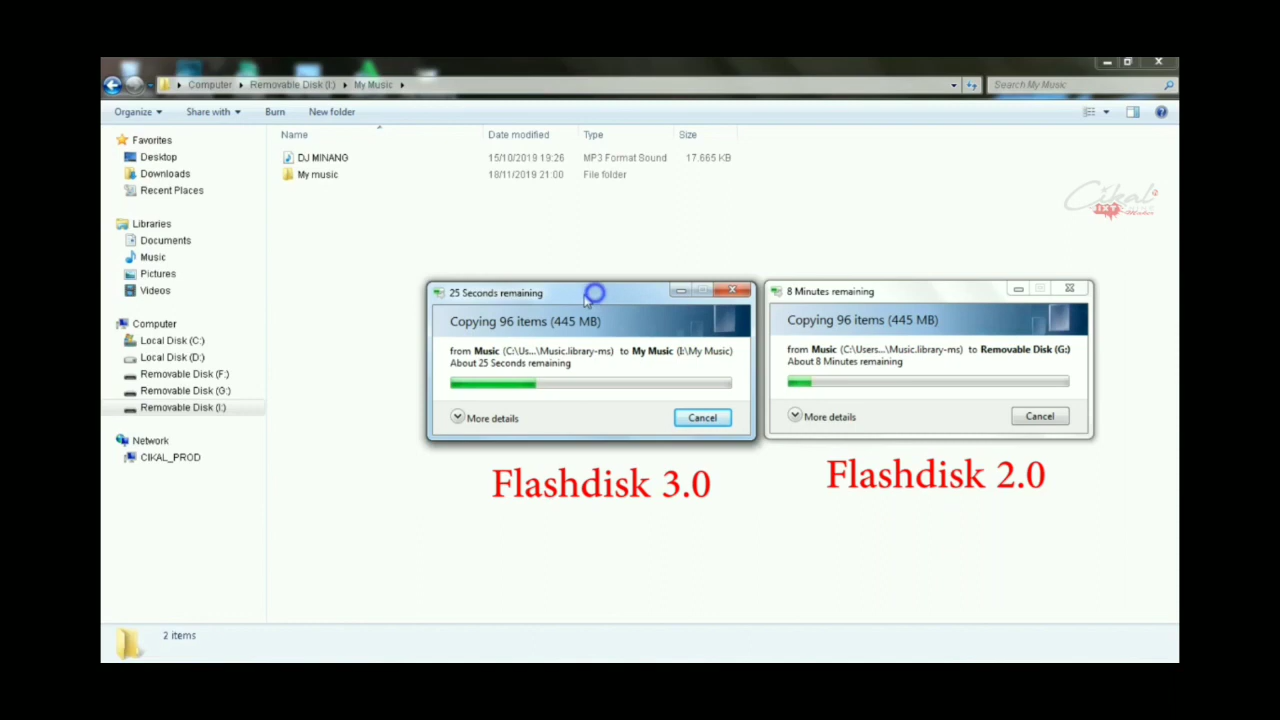 Computer Removable Disk (I:) My Music
Search My Music
Organize Share with Burn New folder
Name Date modified Type Size
DJ MINANG 15/10/2019 19:26 MP3 Format Sound 17.665 KB
My music 18/11/2019 21:00 File folder
Favorites
Desktop
Downloads
Recent Places
Libraries
Documents
Music
Pictures
Videos
Computer
Local Disk (C:)
Local Disk (D:)
Removable Disk (F:)
Removable Disk (G:)
Removable Disk (I:)
Network
CIKAL_PROD
Cikal
25 Seconds remaining
Copying 96 items (445 MB)
from Music (C:\Us...\Music.library-ms) to My Music (I:\My Music)
About 25 Seconds remaining
More details
Cancel
Flashdisk 3.0
8 Minutes remaining
Copying 96 items (445 MB)
from Music (C:\Users...\Music.library-ms) to Removable Disk (G:)
About 8 Minutes remaining
More details
Cancel
Flashdisk 2.0
2 items